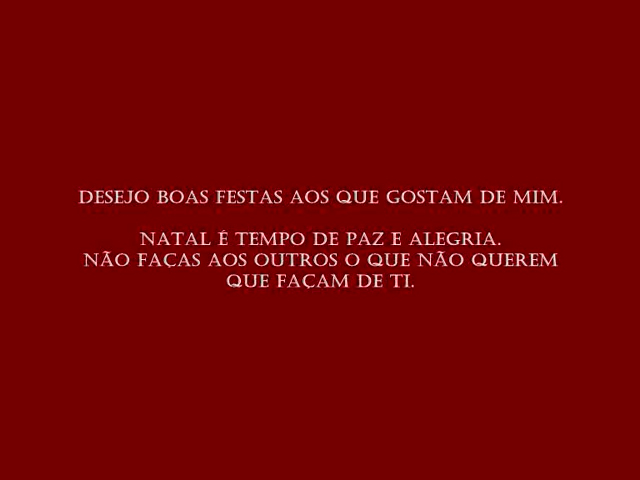 DESEJO BOAS FESTAS AOS QUE GOSTAM DE MIM.
NATAL É TEMPO DE PAZ E ALEGRIA.
NÃO FAÇAS AOS OUTROS O QUE NÃO QUEREM
QUE FAÇAM DE TI.